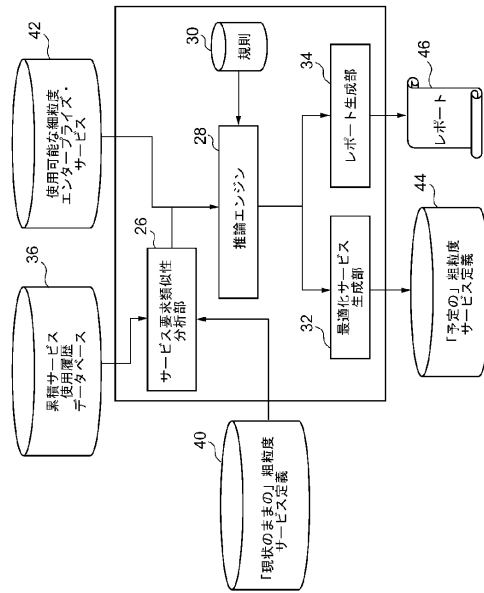 36
累積サービス
使用履歴
データベース
42
使用可能な細粒度
エンタープライズ・
サービス
26
サービス要求類似性
分析部
28
推論エンジン
30
規則
40
「現状のままの」粗粒度
サービス定義
32
最適化サービス
生成部
34
レポート生成部
44
「予定の」粗粒度
サービス定義
46
レポート